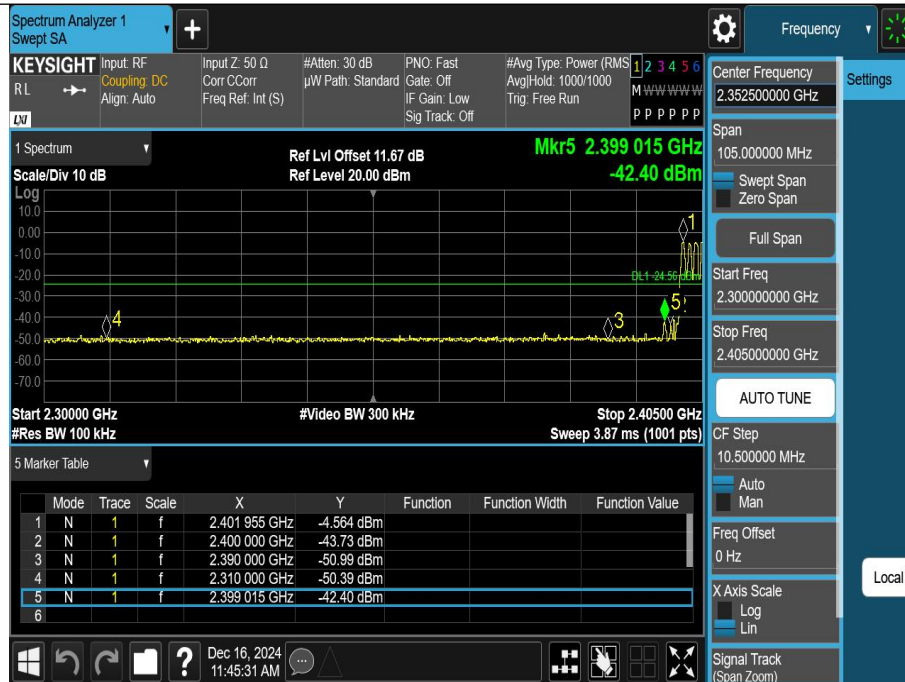 Spectrum Analyzer 1
Swept SA
+
Frequency
KEYSIGHT
R L
LXI
Input: RF
Coupling: DC
Align: Auto
Input Z: 50 Ω
Corr CCorr
Freq Ref: Int (S)
#Atten: 30 dB
µW Path: Standard
PNO: Fast
Gate: Off
IF Gain: Low
Sig Track: Off
#Avg Type: Power (RMS
Avg|Hold: 1000/1000
Trig: Free Run
1 2 3 4 5 6
M W W W W W
P P P P P P
1 Spectrum
Scale/Div 10 dB
Ref Lvl Offset 11.67 dB
Ref Level 20.00 dBm
Mkr5 2.399 015 GHz
-42.40 dBm
Log
10.0
0.00
-10.0
-20.0
-30.0
-40.0
-50.0
-60.0
-70.0
1
DL1 -24.56 dBm
5
3
4
Start 2.30000 GHz
#Res BW 100 kHz
#Video BW 300 kHz
Stop 2.40500 GHz
Sweep 3.87 ms (1001 pts)
5 Marker Table
Mode Trace Scale X Y Function Function Width Function Value
1 N 1 f 2.401 955 GHz -4.564 dBm
2 N 1 f 2.400 000 GHz -43.73 dBm
3 N 1 f 2.390 000 GHz -50.99 dBm
4 N 1 f 2.310 000 GHz -50.39 dBm
5 N 1 f 2.399 015 GHz -42.40 dBm
6
?
Dec 16, 2024
11:45:31 AM
Center Frequency
2.352500000 GHz
Span
105.000000 MHz
Swept Span
Zero Span
Full Span
Start Freq
2.300000000 GHz
Stop Freq
2.405000000 GHz
AUTO TUNE
CF Step
10.500000 MHz
Auto
Man
Freq Offset
0 Hz
X Axis Scale
Log
Lin
Signal Track
(Span Zoom)
Settings
Local